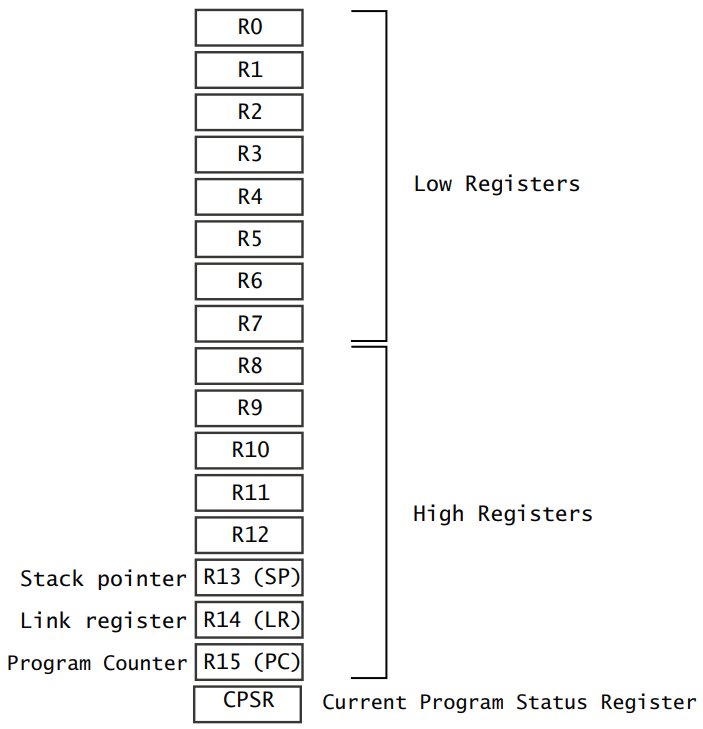 R0
R1
R2
R3
R4
Low Registers
R5
R6
R7
R8
R9
R10
R11
High Registers
R12
Stack pointer R13 (SP)
Link register R14 (LR)
Program Counter R15 (PC)
CPSR Current Program Status Register